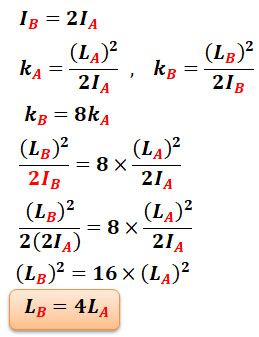 I_B = 2I_A
k_A = (L_A)²/2I_A , k_B = (L_B)²/2I_B
k_B = 8k_A
(L_B)²/2I_B = 8 × (L_A)²/2I_A
(L_B)²/2(2I_A) = 8 × (L_A)²/2I_A
(L_B)² = 16 × (L_A)²
L_B = 4L_A